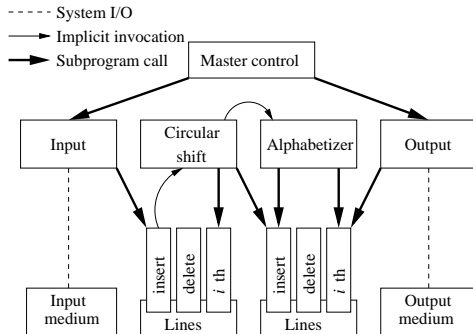 System I/O
Implicit invocation
Subprogram call
Master control
Input
Circular
shift
Alphabetizer
Output
insert
delete
i th
insert
delete
i th
Input
medium
Lines
Lines
Output
medium